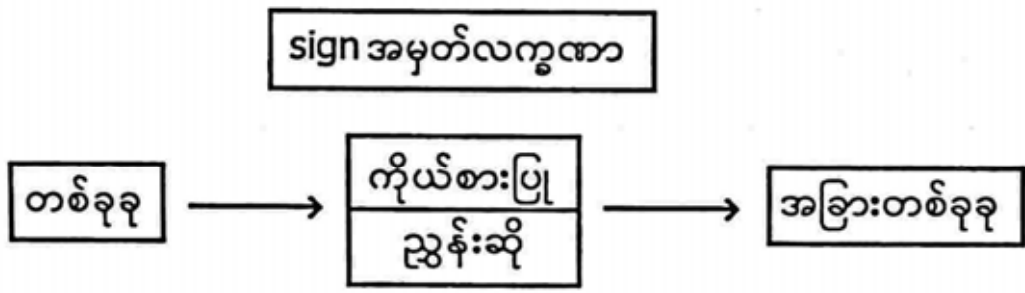 sign အမှတ်လက္ခဏာ
တစ်ခုခု
ကိုယ်စားပြု
ညွှန်းဆို
အခြားတစ်ခုခု